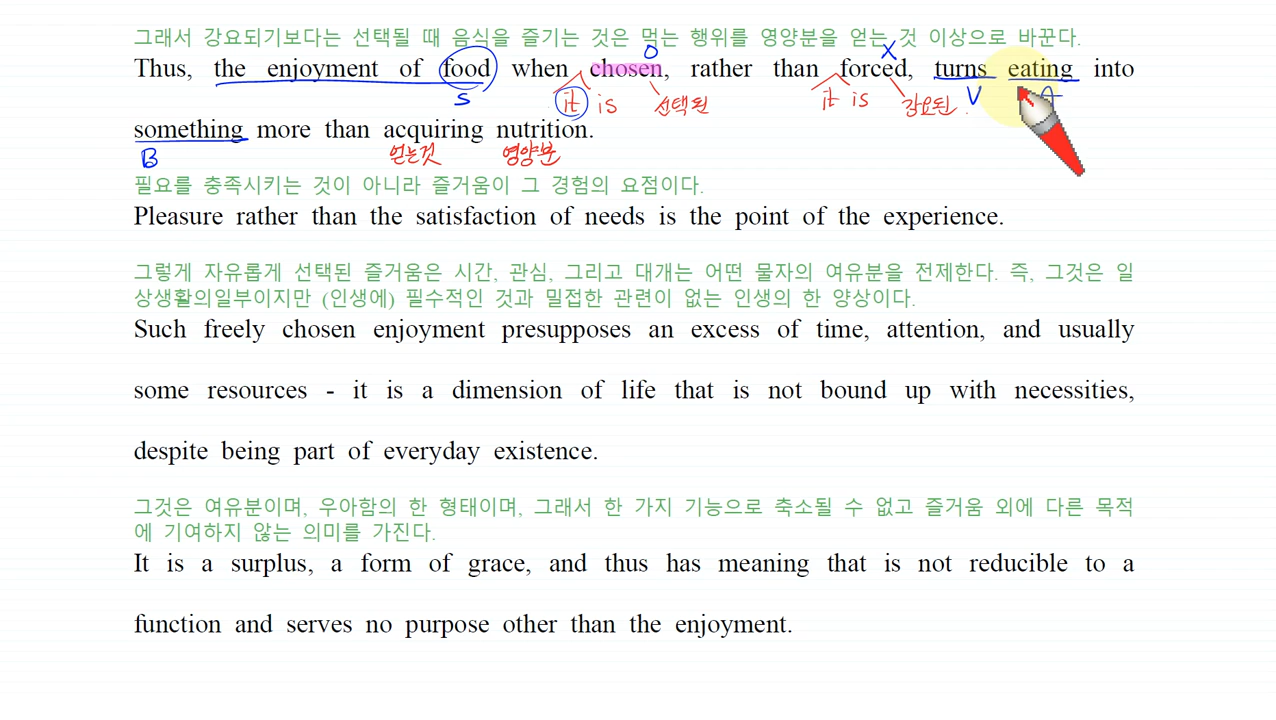 그래서 강요되기보다는 선택될 때 음식을 즐기는 것은 먹는 행위를 영양분을 얻는 것 이상으로 바꾼다.
O X
Thus, the enjoyment of food when chosen, rather than forced, turns eating into
S it is 선택된 it is 강요된. V A
something more than acquiring nutrition.
B 얻는것 영양분
필요를 충족시키는 것이 아니라 즐거움이 그 경험의 요점이다.
Pleasure rather than the satisfaction of needs is the point of the experience.
그렇게 자유롭게 선택된 즐거움은 시간, 관심, 그리고 대개는 어떤 물자의 여유분을 전제한다. 즉, 그것은 일
상생활의일부이지만 (인생에) 필수적인 것과 밀접한 관련이 없는 인생의 한 양상이다.
Such freely chosen enjoyment presupposes an excess of time, attention, and usually
some resources - it is a dimension of life that is not bound up with necessities,
despite being part of everyday existence.
그것은 여유분이며, 우아함의 한 형태이며, 그래서 한 가지 기능으로 축소될 수 없고 즐거움 외에 다른 목적
에 기여하지 않는 의미를 가진다.
It is a surplus, a form of grace, and thus has meaning that is not reducible to a
function and serves no purpose other than the enjoyment.